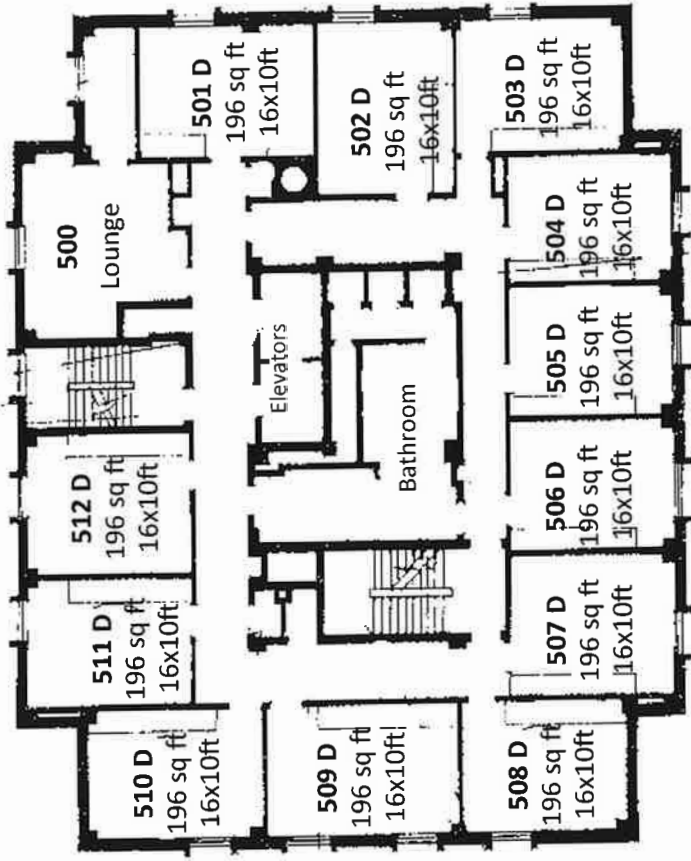 500
Lounge
501 D
196 sq ft
16x10ft
502 D
196 sq ft
16x10ft
503 D
196 sq ft
16x10ft
504 D
196 sq ft
16x10ft
505 D
196 sq ft
16x10ft
506 D
196 sq ft
16x10ft
507 D
196 sq ft
16x10ft
508 D
196 sq ft
16x10ft
509 D
196 sq ft
16x10ft
510 D
196 sq ft
16x10ft
511 D
196 sq ft
16x10ft
512 D
196 sq ft
16x10ft
Elevators
Bathroom